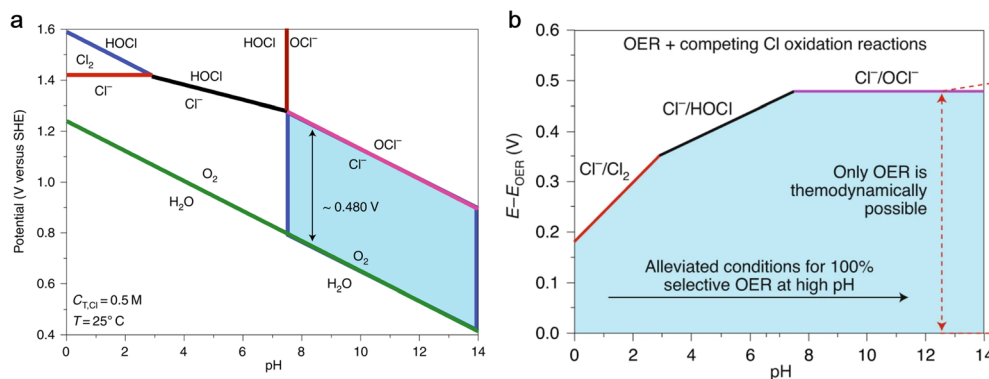 a
Potential (V versus SHE)
1.6
1.4
1.2
1.0
0.8
0.6
0.4
HOCl
Cl₂
Cl⁻
HOCl
Cl⁻
HOCl
OCl⁻
OCl⁻
Cl⁻
~ 0.480 V
O₂
H₂O
O₂
H₂O
C_T,Cl = 0.5 M
T = 25° C
0 2 4 6 8 10 12 14
pH
b
E–E_OER (V)
0.6
0.5
0.4
0.3
0.2
0.1
0.0
OER + competing Cl oxidation reactions
Cl⁻/OCl⁻
Cl⁻/HOCl
Cl⁻/Cl₂
Only OER is
themodynamically
possible
Alleviated conditions for 100%
selective OER at high pH
0 2 4 6 8 10 12 14
pH